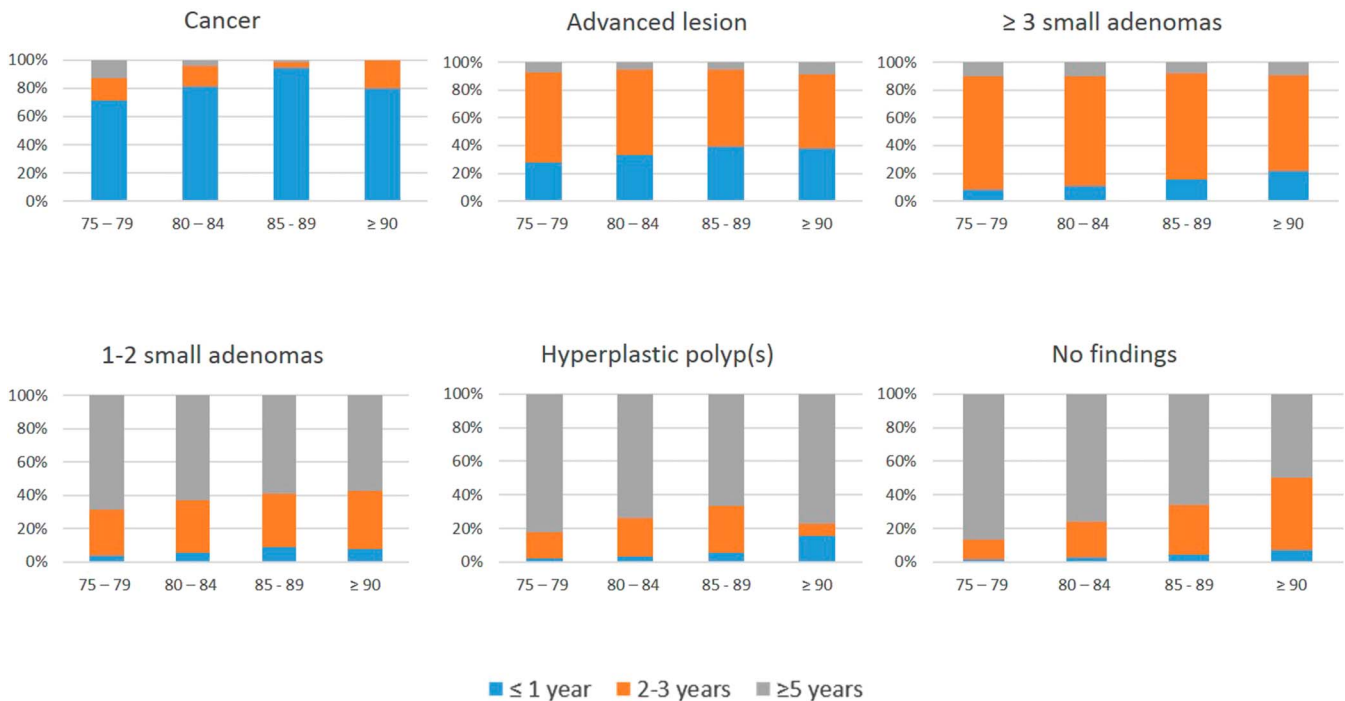 Cancer
100%
80%
60%
40%
20%
0%
75 – 79 80 – 84 85 - 89 ≥ 90
Advanced lesion
100%
80%
60%
40%
20%
0%
75 – 79 80 – 84 85 - 89 ≥ 90
≥ 3 small adenomas
100%
80%
60%
40%
20%
0%
75 – 79 80 – 84 85 - 89 ≥ 90
1-2 small adenomas
100%
80%
60%
40%
20%
0%
75 – 79 80 – 84 85 - 89 ≥ 90
Hyperplastic polyp(s)
100%
80%
60%
40%
20%
0%
75 – 79 80 – 84 85 - 89 ≥ 90
No findings
100%
80%
60%
40%
20%
0%
75 – 79 80 – 84 85 - 89 ≥ 90
≤ 1 year 2-3 years ≥5 years